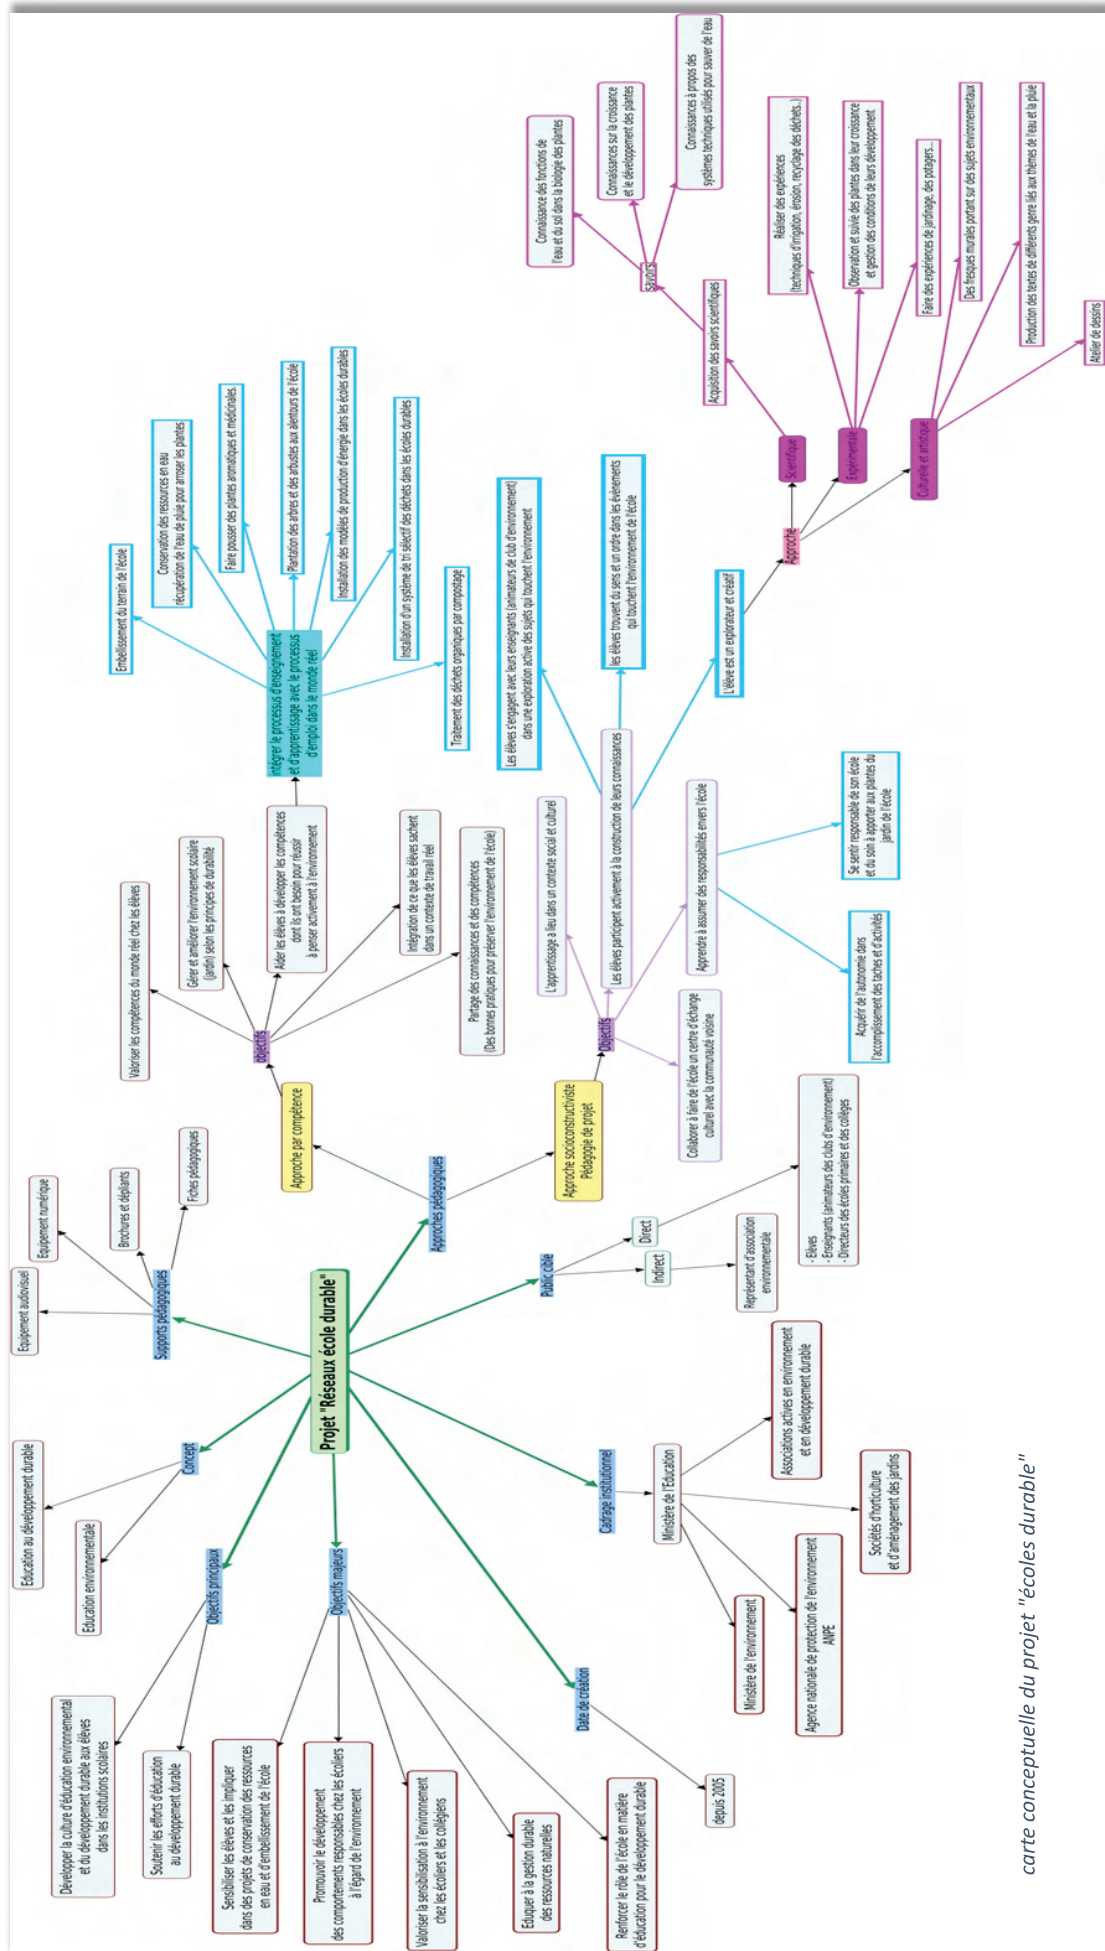 Projet "Réseaux école durable"
Concept
Education au développement durable
Education environnementale
Objectifs principaux
Développer la culture d'éducation environnemental
et du développement durable aux élèves
dans les institutions scolaires
Soutenir les efforts d'éducation
au développement durable
Objectifs majeurs
Sensibiliser les élèves et les impliquer
dans des projets de conservation des ressources
en eau et d'embellissement de l'école
Promouvoir le développement
des comportements responsables chez les écoliers
à l'égard de l'environnement
Valoriser la sensibilisation à l'environnement
chez les écoliers et les collégiens
Eduquer à la gestion durable
des ressources naturelles
Renforcer le rôle de l'école en matière
d'éducation pour le développement durable
Date de création
depuis 2005
Cadrage institutionnel
Ministère de l'Education
Ministère de l'environnement
Agence nationale de protection de l'environnement
ANPE
Sociétés d'horticulture
et d'aménagement des jardins
Associations actives en environnement
et en développement durable
Supports pédagogiques
Equipement audiovisuel
Equipement numérique
Brochures et dépliants
Fiches pédagogiques
Public cible
Indirect
Représentant d'association
environnementale
Direct
- Elèves
- Enseignants (animateurs des clubs d'environnement)
- Directeurs des écoles primaires et des collèges
Approches pédagogiques
Approche par compétence
objectifs
Valoriser les compétences du monde réel chez les élèves
Gérer et améliorer l'environnement scolaire
(jardin) selon les principes de durabilité
Aider les élèves à développer les compétences
dont ils ont besoin pour réussir
à penser activement à l'environnement
Intégration de ce que les élèves sachent
dans un contexte de travail réel
Partage des connaissances et des compétences
(Des bonnes pratiques pour préserver l'environnement de l'école)
intégrer le processus d'enseignement
et d'apprentissage avec le processus
d'emploi dans le monde réel
Embellissement du terrain de l'école
Conservation des ressources en eau
récupération de l'eau de pluie pour arroser les plantes
Faire pousser des plantes aromatiques et médicinales.
Plantation des arbres et des arbustes aux alentours de l'école
Installation des modèles de production d'énergie dans les écoles durables
Installation d'un système de tri sélectif des déchets dans les écoles durables
Traitement des déchets organiques par compostage
Approche socioconstructiviste
Pédagogie de projet
Objectifs
L'apprentissage a lieu dans un contexte social et culturel
Les élèves participent activement à la construction de leurs connaissances
Apprendre à assumer des responsabilités envers l'école
Collaborer à faire de l'école un centre d'échange
culturel avec la communauté voisine
Acquérir de l'autonomie dans
l'accomplissement des taches et d'activités
Se sentir responsable de son école
et du soin à apporter aux plantes du
jardin de l'école
Les élèves s'engagent avec leurs enseignants (animateurs de club d'environnement)
dans une exploration active des sujets qui touchent l'environnement
les élèves trouvent du sens et un ordre dans les évènements
qui touchent l'environnement de l'école
L'élève est un explorateur et créatif
Approche
Scientifique
Acquisition des savoirs scientifiques
savoirs
Connaissance des fonctions de
l'eau et du sol dans la biologie des plantes
Connaissances sur la croissance
et le développement des plantes
Connaissances à propos des
systèmes techniques utilisés pour sauver de l'eau
Expérimentale
Réaliser des expériences
(techniques d'irrigation, érosion, recyclage des déchets..)
Observation et suivie des plantes dans leur croissance
et gestion des conditions de leurs développement
Faire des expériences de jardinage, des potagers...
Culturelle et artistique
Des fresques murales portant sur des sujets environnementaux
Production des textes de différents genre liés aux thèmes de l'eau et la pluie
Atelier de dessins
carte conceptuelle du projet "écoles durable"